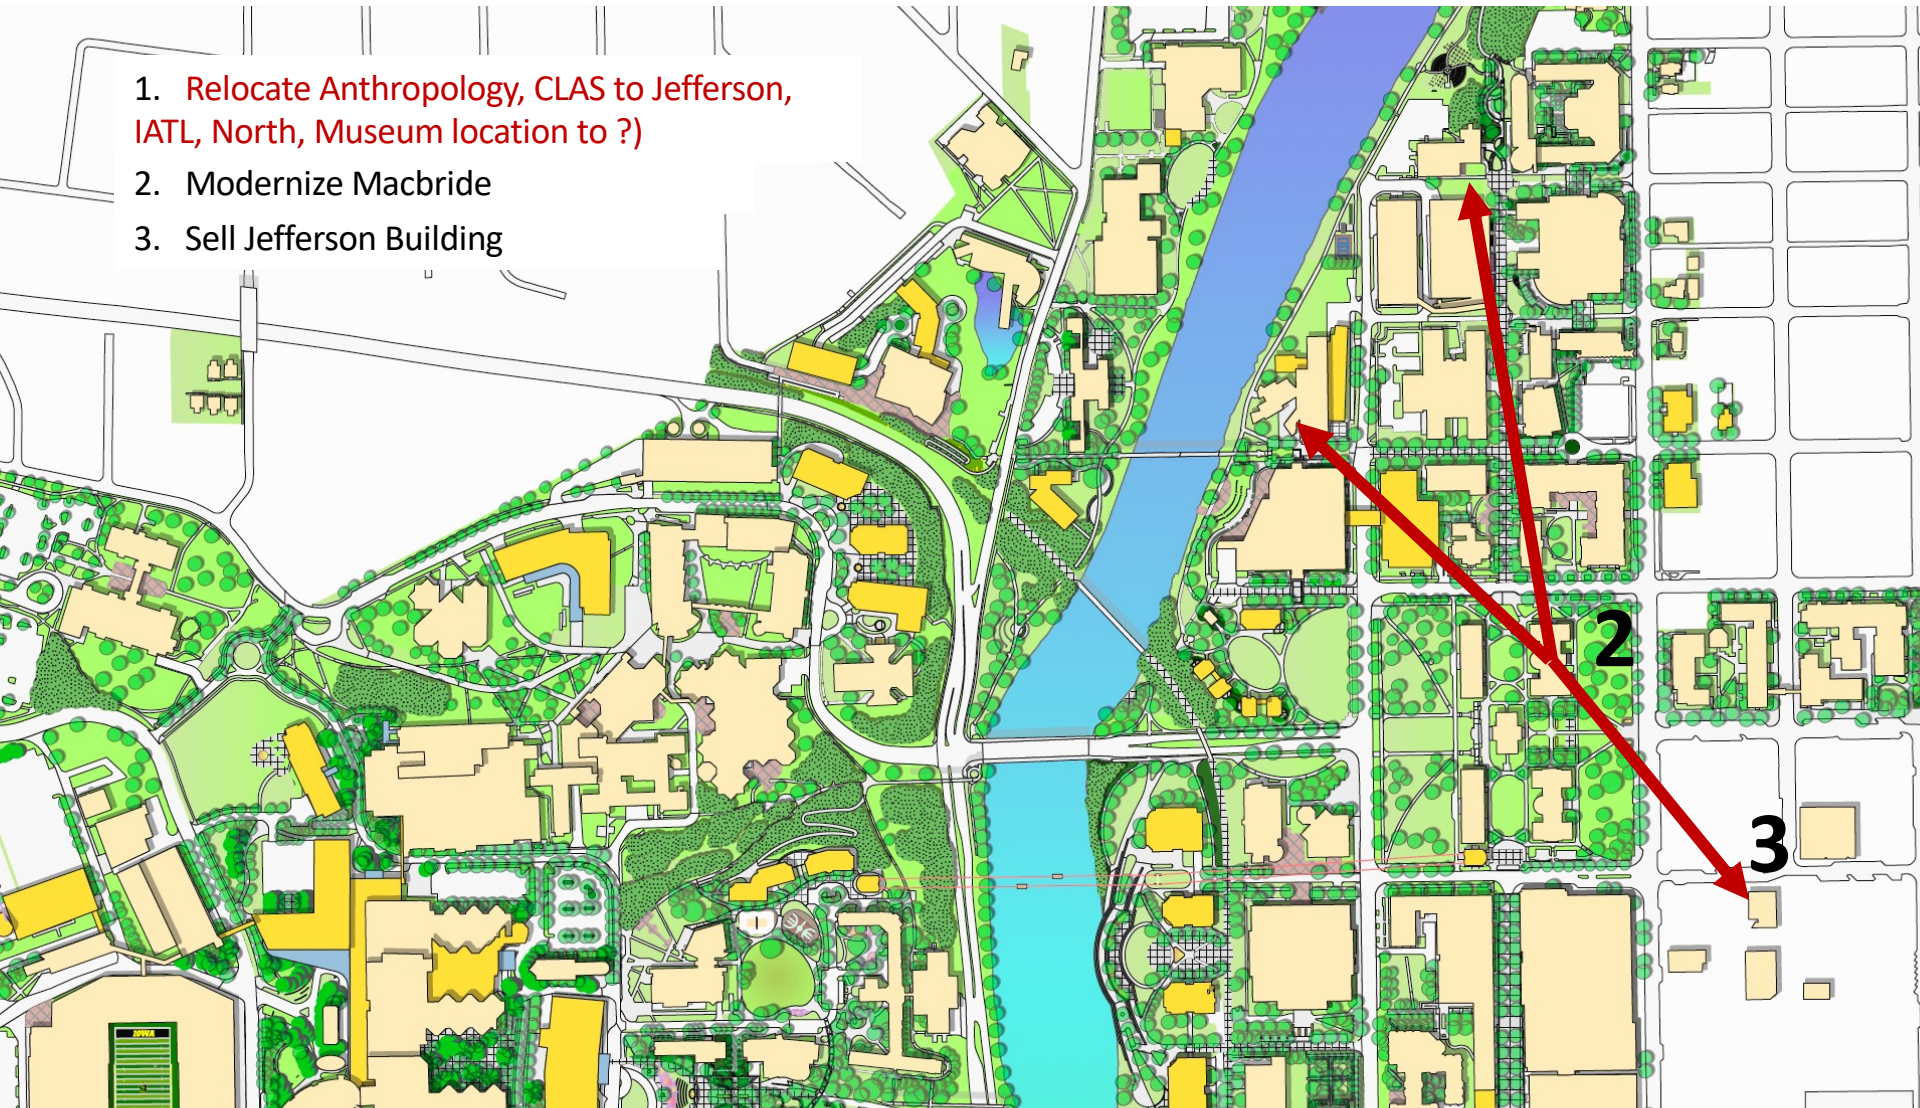 1. Relocate Anthropology, CLAS to Jefferson,
IATL, North, Museum location to ?)
2. Modernize Macbride
3. Sell Jefferson Building
2
3
IOWA